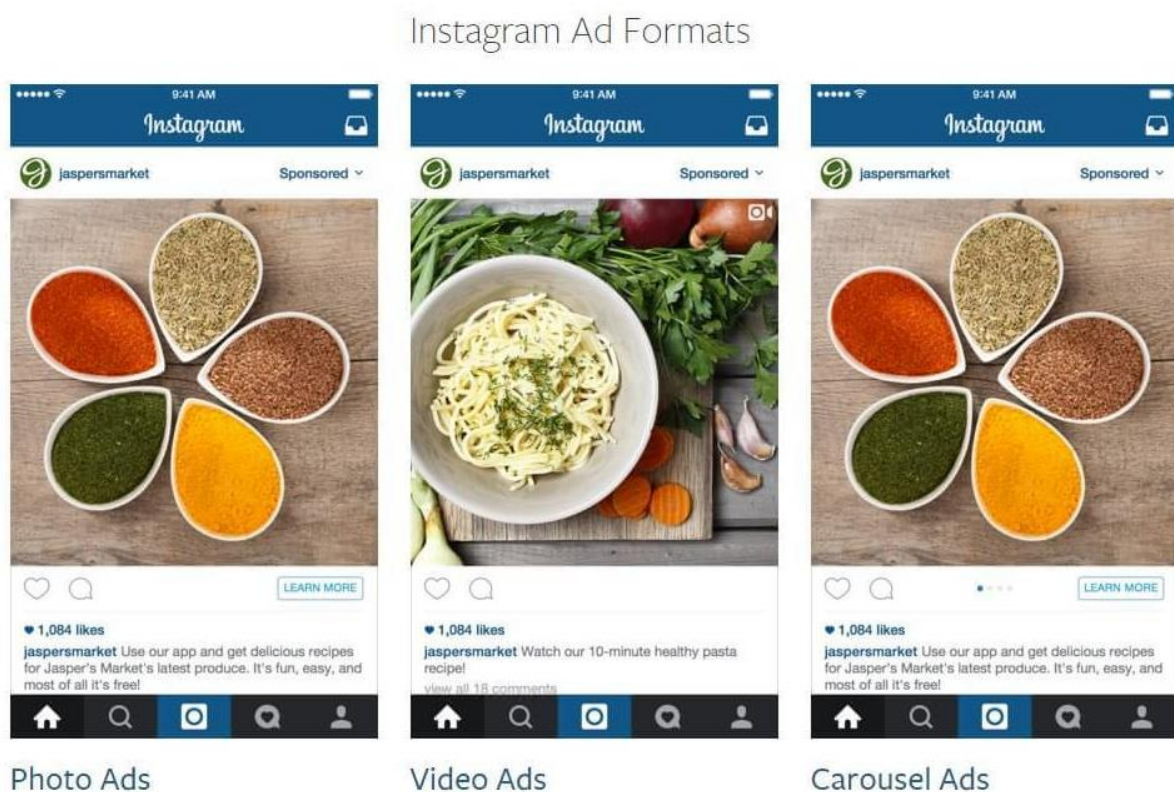 Instagram Ad Formats
9:41 AM
Instagram
jaspersmarket Sponsored
LEARN MORE
1,084 likes
jaspersmarket Use our app and get delicious recipes
for Jasper's Market's latest produce. It's fun, easy, and
most of all it's free!
Photo Ads
9:41 AM
Instagram
jaspersmarket Sponsored
1,084 likes
jaspersmarket Watch our 10-minute healthy pasta
recipe!
view all 18 comments
Video Ads
9:41 AM
Instagram
jaspersmarket Sponsored
LEARN MORE
1,084 likes
jaspersmarket Use our app and get delicious recipes
for Jasper's Market's latest produce. It's fun, easy, and
most of all it's free!
Carousel Ads